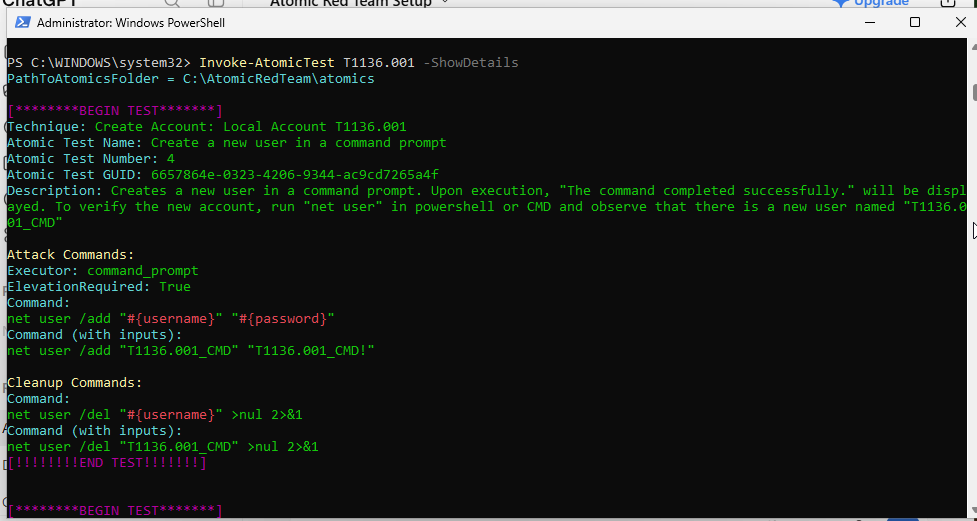 ChatGPT
Atomic Red Team Setup
Upgrade
Administrator: Windows PowerShell
PS C:\WINDOWS\system32> Invoke-AtomicTest T1136.001 -ShowDetails
PathToAtomicsFolder = C:\AtomicRedTeam\atomics
[********BEGIN TEST*******]
Technique: Create Account: Local Account T1136.001
Atomic Test Name: Create a new user in a command prompt
Atomic Test Number: 4
Atomic Test GUID: 6657864e-0323-4206-9344-ac9cd7265a4f
Description: Creates a new user in a command prompt. Upon execution, "The command completed successfully." will be displ
ayed. To verify the new account, run "net user" in powershell or CMD and observe that there is a new user named "T1136.0
01_CMD"
Attack Commands:
Executor: command_prompt
ElevationRequired: True
Command:
net user /add "#{username}" "#{password}"
Command (with inputs):
net user /add "T1136.001_CMD" "T1136.001_CMD!"
Cleanup Commands:
Command:
net user /del "#{username}" >nul 2>&1
Command (with inputs):
net user /del "T1136.001_CMD" >nul 2>&1
[!!!!!!!!END TEST!!!!!!!]
[********BEGIN TEST*******]